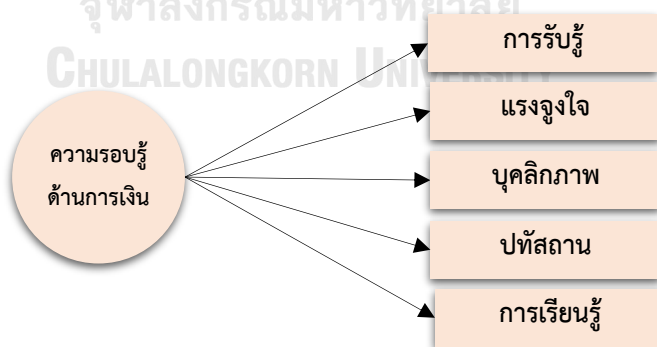 จุฬาลงกรณ์มหาวิทยาลัย
CHULALONGKORN UNIVERSITY
การรับรู้
แรงจูงใจ
ความรอบรู้
ด้านการเงิน
บุคลิกภาพ
ปทัสถาน
การเรียนรู้